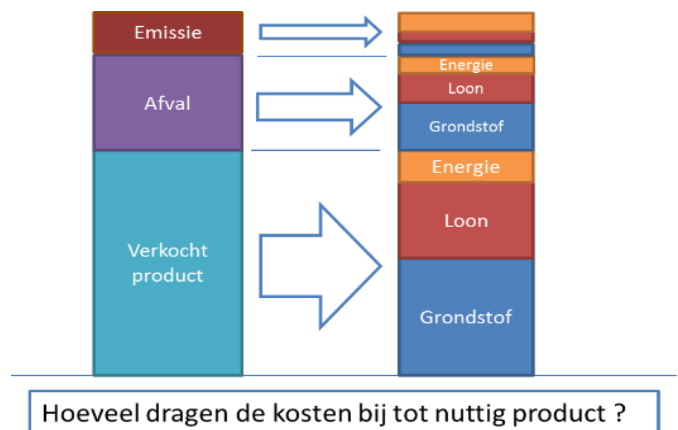 Emissie
Afval
Verkocht
product
Energie
Loon
Grondstof
Energie
Loon
Grondstof
Hoeveel dragen de kosten bij tot nuttig product ?